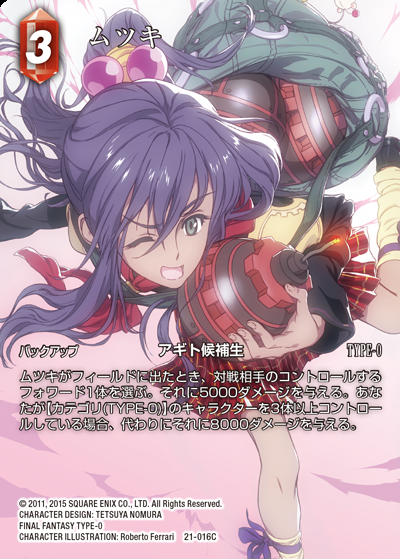 3
ムツキ
バックアップ
アギト候補生
TYPE-0
ムツキがフィールドに出たとき、対戦相手のコントロールする
フォワード1体を選ぶ。それに5000ダメージを与える。あな
たが【カテゴリ(TYPE-0)】のキャラクターを3体以上コントロー
ルしている場合、代わりにそれに8000ダメージを与える。
© 2011, 2015 SQUARE ENIX CO., LTD. All Rights Reserved.
CHARACTER DESIGN: TETSUYA NOMURA
FINAL FANTASY TYPE-0
CHARACTER ILLUSTRATION: Roberto Ferrari 21-016C